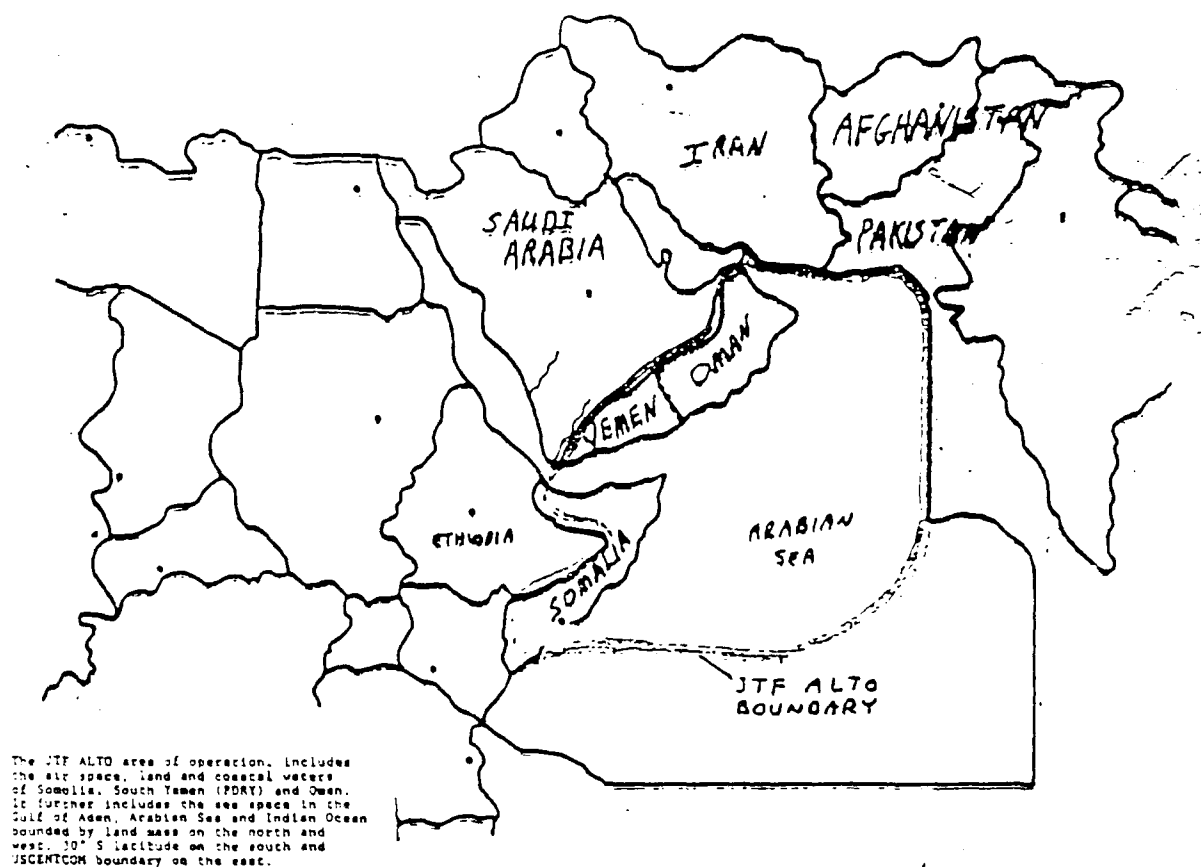 IRAN
AFGHANISTAN
SAUDI
ARABIA
PAKISTAN
OMAN
YEMEN
ETHIOPIA
SOMALIA
ARABIAN
SEA
JTF ALTO
BOUNDARY
The JTF ALTO area of operation, includes
the air space, land and coastal waters
of Somalia, South Yemen (PDRY) and Oman.
It further includes the sea space in the
Gulf of Aden, Arabian Sea and Indian Ocean
bounded by land mass on the north and
west, S latitude on the south and
USCENTCOM boundary on the east.